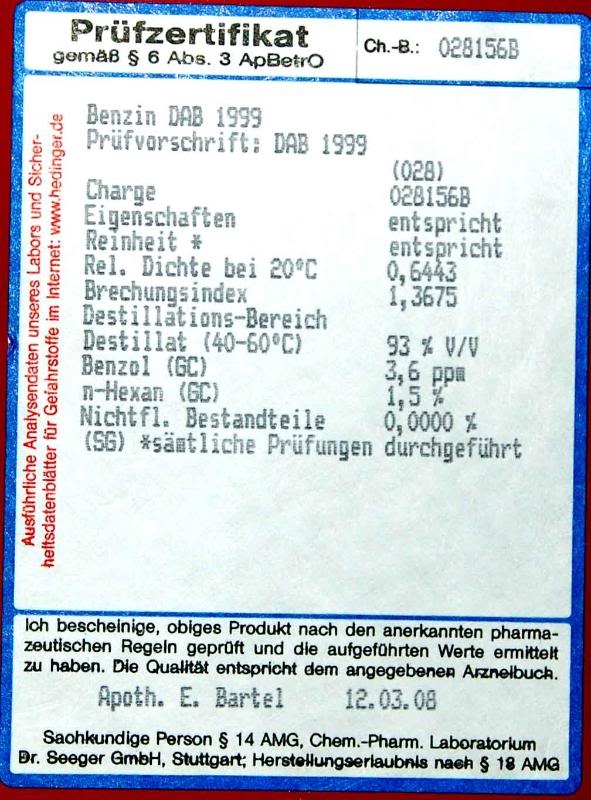 Prüfzertifikat
gemäß § 6 Abs. 3 ApBetrO
Ch.-B.: 028156B
Ausführliche Analysendaten unseres Labors und Sicher-
heitsdatenblätter für Gefahrstoffe im Internet: www.hedinger.de
Benzin DAB 1999
Prüfvorschrift: DAB 1999
(028)
Charge 028156B
Eigenschaften entspricht
Reinheit * entspricht
Rel. Dichte bei 20°C 0,6443
Brechungsindex 1,3675
Destillations-Bereich
Destillat (40-60°C) 93 % V/V
Benzol (GC) 3,6 ppm
n-Hexan (GC) 1,5 %
Nichtfl. Bestandteile 0,0000 %
(SG) *sämtliche Prüfungen durchgeführt
Ich bescheinige, obiges Produkt nach den anerkannten pharma-
zeutischen Regeln geprüft und die aufgeführten Werte ermittelt
zu haben. Die Qualität entspricht dem angegebenen Arzneibuch.
Apoth. E. Bartel 12.03.08
Sachkundige Person § 14 AMG, Chem.-Pharm. Laboratorium
Dr. Seeger GmbH, Stuttgart; Herstellungserlaubnis nach § 18 AMG